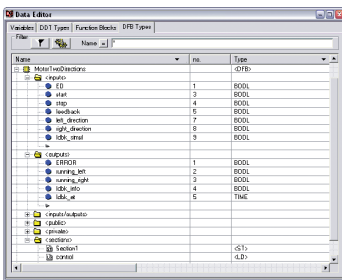 Data Editor
Variables DDT Types Function Blocks DFB Types
Filter
Name = *
Name no. Type
MotorTwoDirections <DFB>
<inputs>
ED 1 BOOL
start 3 BOOL
stop 4 BOOL
feedback 5 BOOL
left_direction 7 BOOL
right_direction 8 BOOL
fdbk_simul 9 BOOL
<outputs>
ERROR 1 BOOL
running_left 2 BOOL
running_right 3 BOOL
fdbk_info 4 BOOL
fdbk_et 5 TIME
<inputs/outputs>
<public>
<private>
<sections>
Section1 <ST>
control <LD>